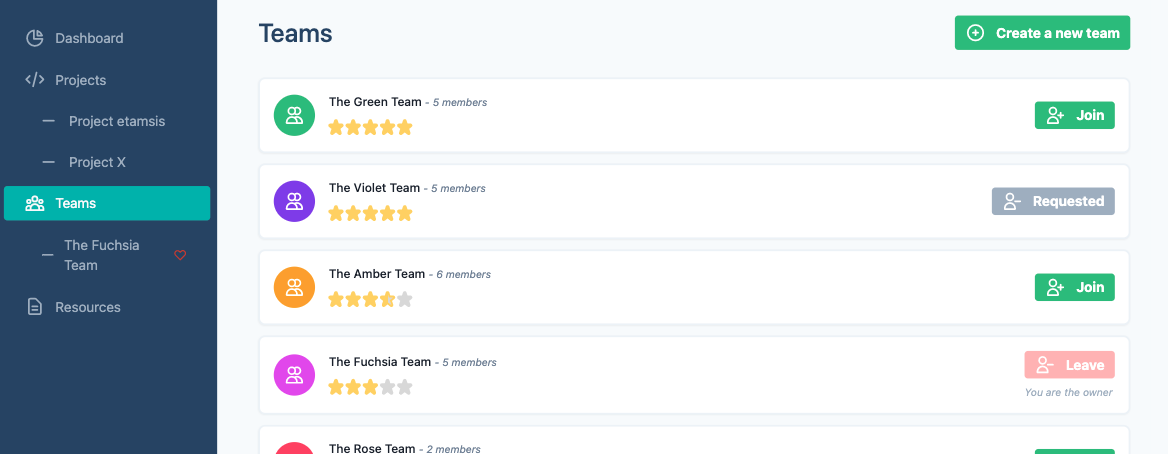 Dashboard
Projects
Project etamsis
Project X
Teams
The Fuchsia
Team
Resources
Teams
Create a new team
The Green Team - 5 members
Join
The Violet Team - 5 members
Requested
The Amber Team - 6 members
Join
The Fuchsia Team - 5 members
Leave
You are the owner
The Rose Team - 2 members